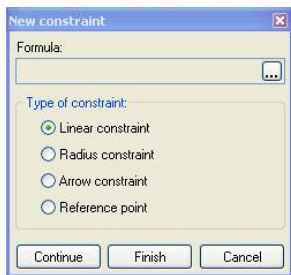 New constraint
Formula:
...
Type of constraint:
Linear constraint
Radius constraint
Arrow constraint
Reference point
Continue Finish Cancel